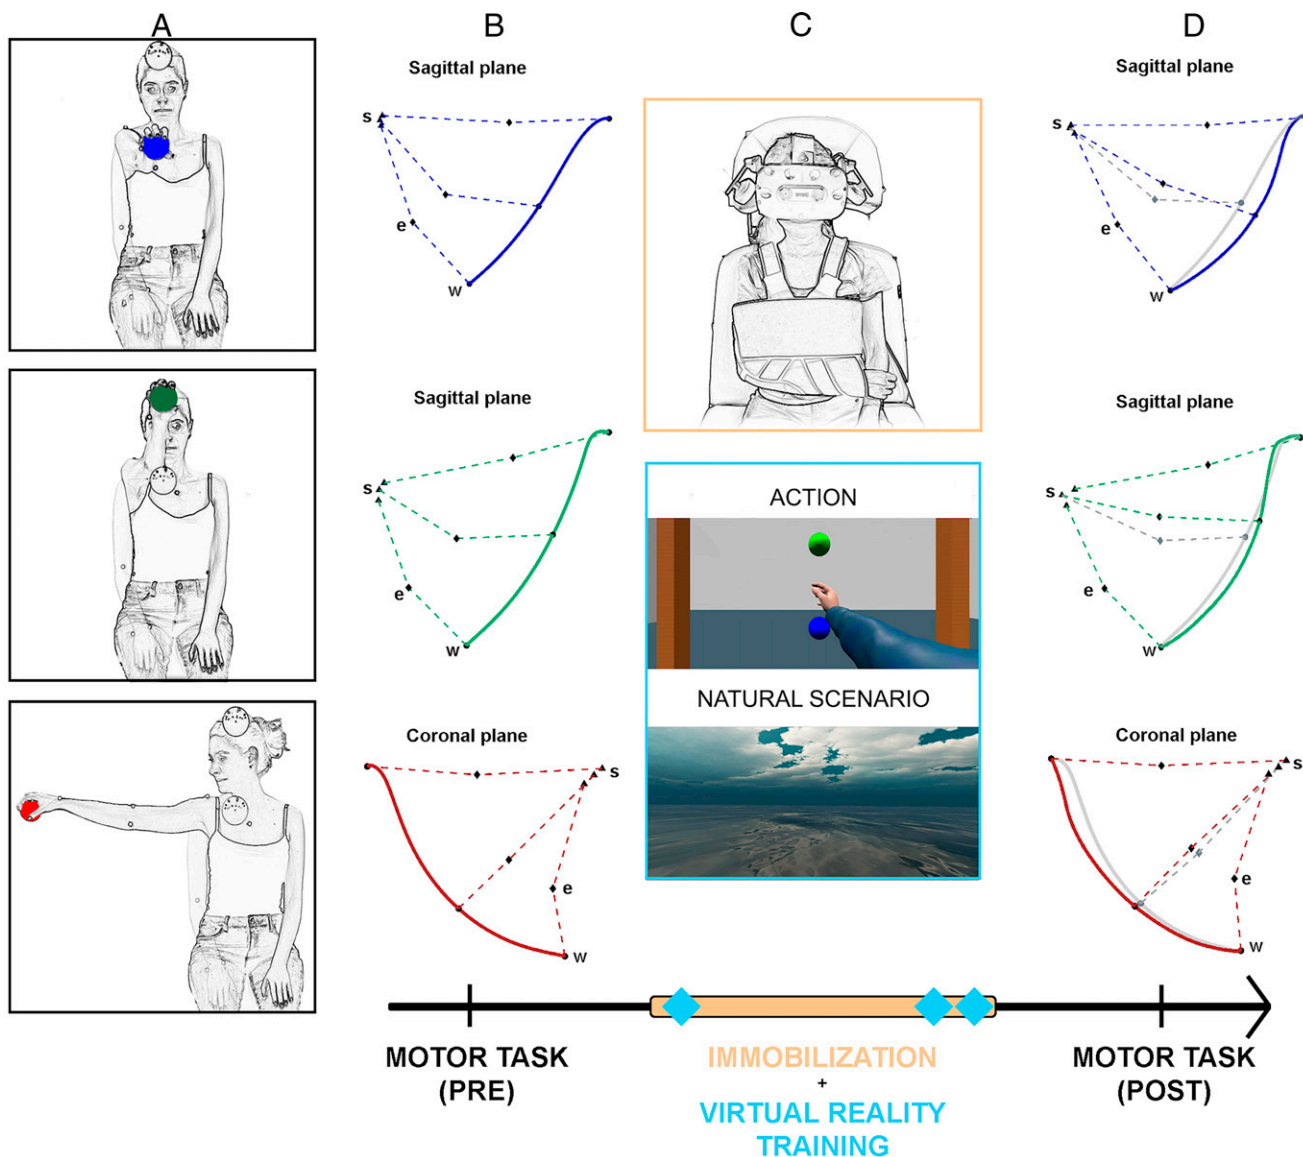 A
B
C
D
Sagittal plane
s
e
w
Sagittal plane
s
e
w
Sagittal plane
s
e
w
ACTION
NATURAL SCENARIO
Sagittal plane
s
e
w
Coronal plane
s
e
w
Coronal plane
s
e
w
MOTOR TASK
(PRE)
IMMOBILIZATION
+
VIRTUAL REALITY
TRAINING
MOTOR TASK
(POST)